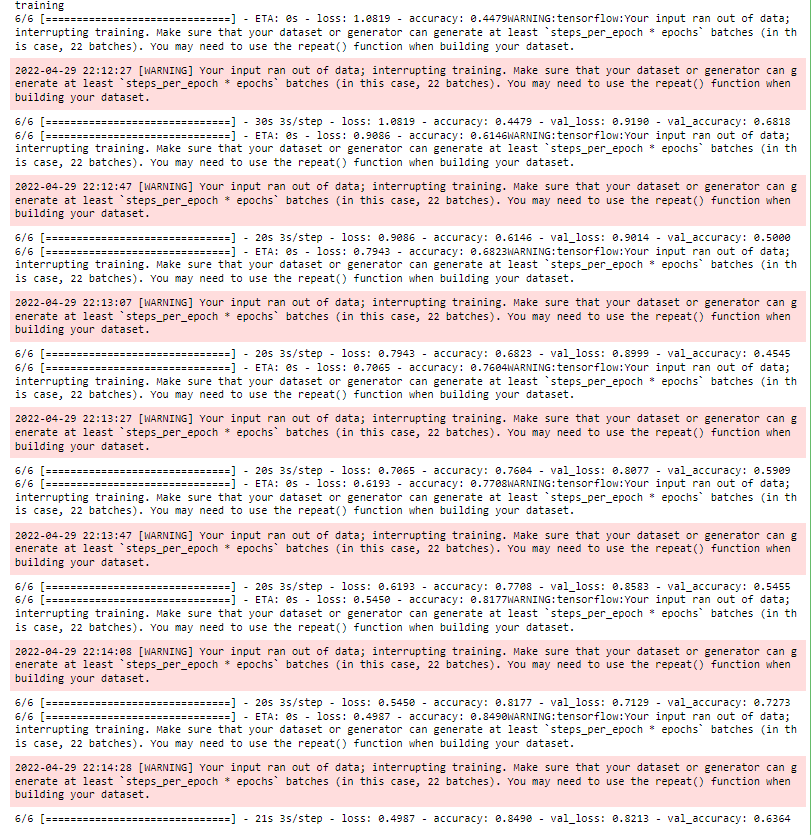 training
6/6 [==============================] - ETA: 0s - loss: 1.0819 - accuracy: 0.4479WARNING:tensorflow:Your input ran out of data;
interrupting training. Make sure that your dataset or generator can generate at least `steps_per_epoch * epochs` batches (in th
is case, 22 batches). You may need to use the repeat() function when building your dataset.
2022-04-29 22:12:27 [WARNING] Your input ran out of data; interrupting training. Make sure that your dataset or generator can g
enerate at least `steps_per_epoch * epochs` batches (in this case, 22 batches). You may need to use the repeat() function when
building your dataset.
6/6 [==============================] - 30s 3s/step - loss: 1.0819 - accuracy: 0.4479 - val_loss: 0.9190 - val_accuracy: 0.6818
6/6 [==============================] - ETA: 0s - loss: 0.9086 - accuracy: 0.6146WARNING:tensorflow:Your input ran out of data;
interrupting training. Make sure that your dataset or generator can generate at least `steps_per_epoch * epochs` batches (in th
is case, 22 batches). You may need to use the repeat() function when building your dataset.
2022-04-29 22:12:47 [WARNING] Your input ran out of data; interrupting training. Make sure that your dataset or generator can g
enerate at least `steps_per_epoch * epochs` batches (in this case, 22 batches). You may need to use the repeat() function when
building your dataset.
6/6 [==============================] - 20s 3s/step - loss: 0.9086 - accuracy: 0.6146 - val_loss: 0.9014 - val_accuracy: 0.5000
6/6 [==============================] - ETA: 0s - loss: 0.7943 - accuracy: 0.6823WARNING:tensorflow:Your input ran out of data;
interrupting training. Make sure that your dataset or generator can generate at least `steps_per_epoch * epochs` batches (in th
is case, 22 batches). You may need to use the repeat() function when building your dataset.
2022-04-29 22:13:07 [WARNING] Your input ran out of data; interrupting training. Make sure that your dataset or generator can g
enerate at least `steps_per_epoch * epochs` batches (in this case, 22 batches). You may need to use the repeat() function when
building your dataset.
6/6 [==============================] - 20s 3s/step - loss: 0.7943 - accuracy: 0.6823 - val_loss: 0.8999 - val_accuracy: 0.4545
6/6 [==============================] - ETA: 0s - loss: 0.7065 - accuracy: 0.7604WARNING:tensorflow:Your input ran out of data;
interrupting training. Make sure that your dataset or generator can generate at least `steps_per_epoch * epochs` batches (in th
is case, 22 batches). You may need to use the repeat() function when building your dataset.
2022-04-29 22:13:27 [WARNING] Your input ran out of data; interrupting training. Make sure that your dataset or generator can g
enerate at least `steps_per_epoch * epochs` batches (in this case, 22 batches). You may need to use the repeat() function when
building your dataset.
6/6 [==============================] - 20s 3s/step - loss: 0.7065 - accuracy: 0.7604 - val_loss: 0.8077 - val_accuracy: 0.5909
6/6 [==============================] - ETA: 0s - loss: 0.6193 - accuracy: 0.7708WARNING:tensorflow:Your input ran out of data;
interrupting training. Make sure that your dataset or generator can generate at least `steps_per_epoch * epochs` batches (in th
is case, 22 batches). You may need to use the repeat() function when building your dataset.
2022-04-29 22:13:47 [WARNING] Your input ran out of data; interrupting training. Make sure that your dataset or generator can g
enerate at least `steps_per_epoch * epochs` batches (in this case, 22 batches). You may need to use the repeat() function when
building your dataset.
6/6 [==============================] - 20s 3s/step - loss: 0.6193 - accuracy: 0.7708 - val_loss: 0.8583 - val_accuracy: 0.5455
6/6 [==============================] - ETA: 0s - loss: 0.5450 - accuracy: 0.8177WARNING:tensorflow:Your input ran out of data;
interrupting training. Make sure that your dataset or generator can generate at least `steps_per_epoch * epochs` batches (in th
is case, 22 batches). You may need to use the repeat() function when building your dataset.
2022-04-29 22:14:08 [WARNING] Your input ran out of data; interrupting training. Make sure that your dataset or generator can g
enerate at least `steps_per_epoch * epochs` batches (in this case, 22 batches). You may need to use the repeat() function when
building your dataset.
6/6 [==============================] - 20s 3s/step - loss: 0.5450 - accuracy: 0.8177 - val_loss: 0.7129 - val_accuracy: 0.7273
6/6 [==============================] - ETA: 0s - loss: 0.4987 - accuracy: 0.8490WARNING:tensorflow:Your input ran out of data;
interrupting training. Make sure that your dataset or generator can generate at least `steps_per_epoch * epochs` batches (in th
is case, 22 batches). You may need to use the repeat() function when building your dataset.
2022-04-29 22:14:28 [WARNING] Your input ran out of data; interrupting training. Make sure that your dataset or generator can g
enerate at least `steps_per_epoch * epochs` batches (in this case, 22 batches). You may need to use the repeat() function when
building your dataset.
6/6 [==============================] - 21s 3s/step - loss: 0.4987 - accuracy: 0.8490 - val_loss: 0.8213 - val_accuracy: 0.6364